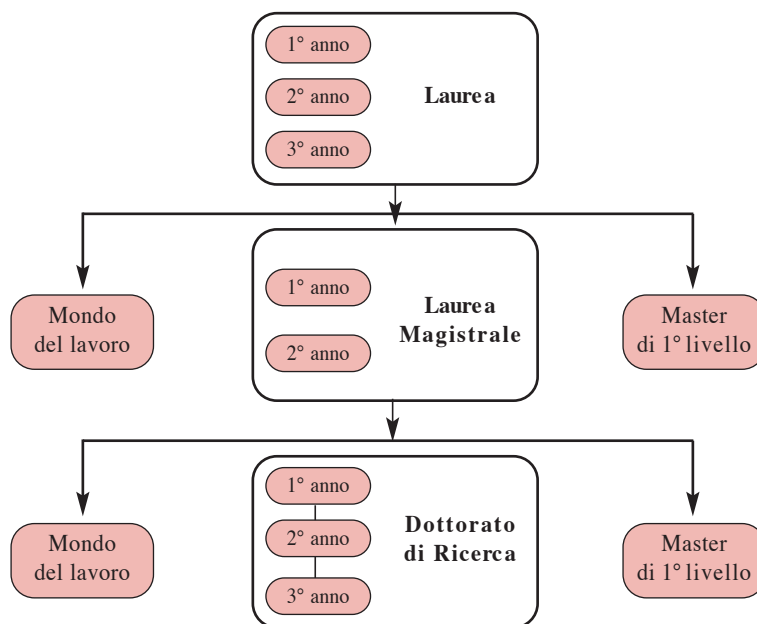 1° anno
2° anno
3° anno
Laurea
Mondo
del lavoro
1° anno
2° anno
Laurea
Magistrale
Master
di 1° livello
1° anno
2° anno
3° anno
Dottorato
di Ricerca
Mondo
del lavoro
Master
di 1° livello